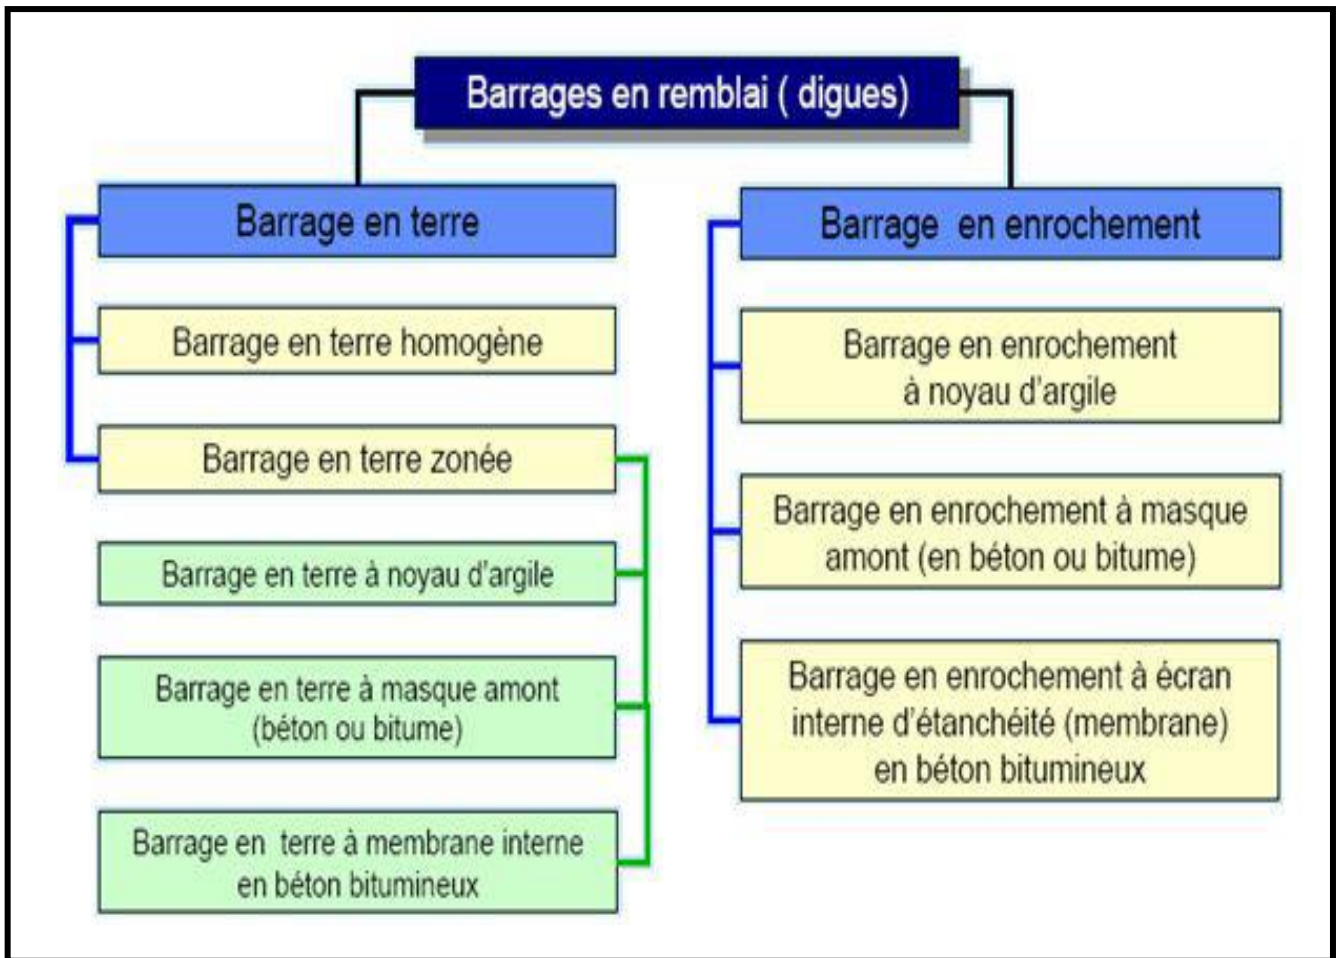 Barrages en remblai ( digues)
Barrage en terre
Barrage en terre homogène
Barrage en terre zonée
Barrage en terre à noyau d'argile
Barrage en terre à masque amont
(béton ou bitume)
Barrage en terre à membrane interne
en béton bitumineux
Barrage en enrochement
Barrage en enrochement
à noyau d'argile
Barrage en enrochement à masque
amont (en béton ou bitume)
Barrage en enrochement à écran
interne d'étanchéité (membrane)
en béton bitumineux